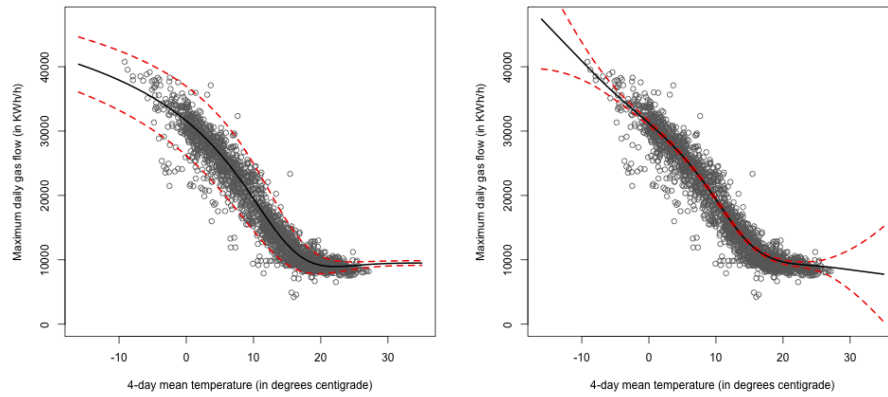 Maximum daily gas flow (in KWh/h)
40000
30000
20000
10000
0
-10 0 10 20 30
4-day mean temperature (in degrees centigrade)
Maximum daily gas flow (in KWh/h)
40000
30000
20000
10000
0
-10 0 10 20 30
4-day mean temperature (in degrees centigrade)